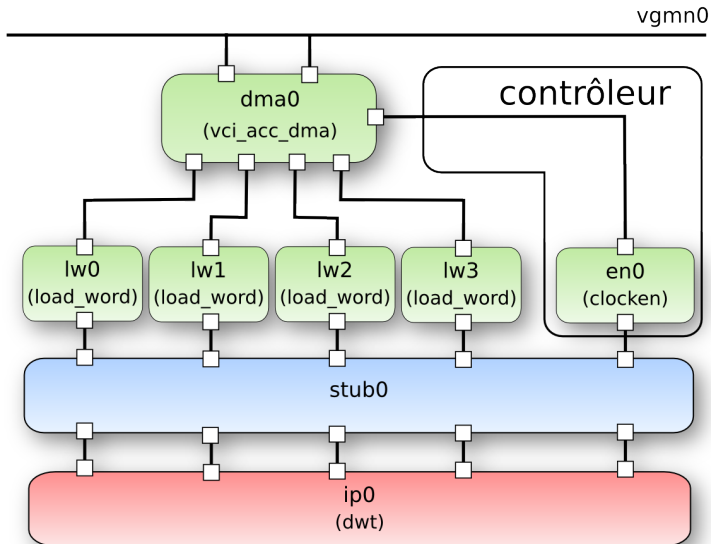 vgmn0
contrôleur
dma0
(vci_acc_dma)
lw0
(load_word)
lw1
(load_word)
lw2
(load_word)
lw3
(load_word)
en0
(clocken)
stub0
ip0
(dwt)